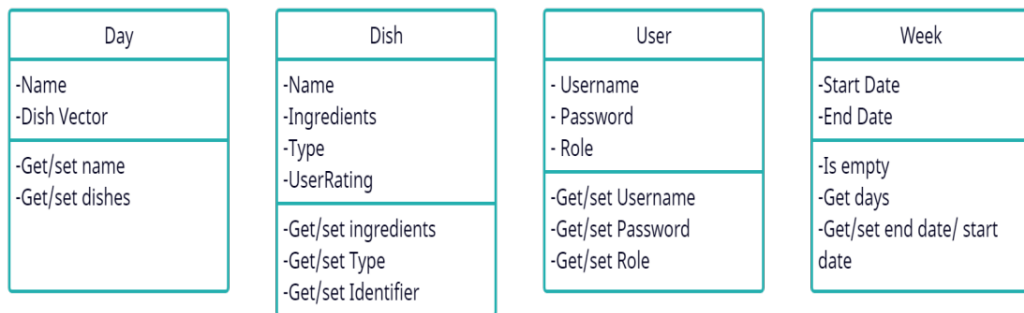 Day
-Name
-Dish Vector
-Get/set name
-Get/set dishes
Dish
-Name
-Ingredients
-Type
-UserRating
-Get/set ingredients
-Get/set Type
-Get/set Identifier
User
- Username
- Password
- Role
-Get/set Username
-Get/set Password
-Get/set Role
Week
-Start Date
-End Date
-Is empty
-Get days
-Get/set end date/ start
date